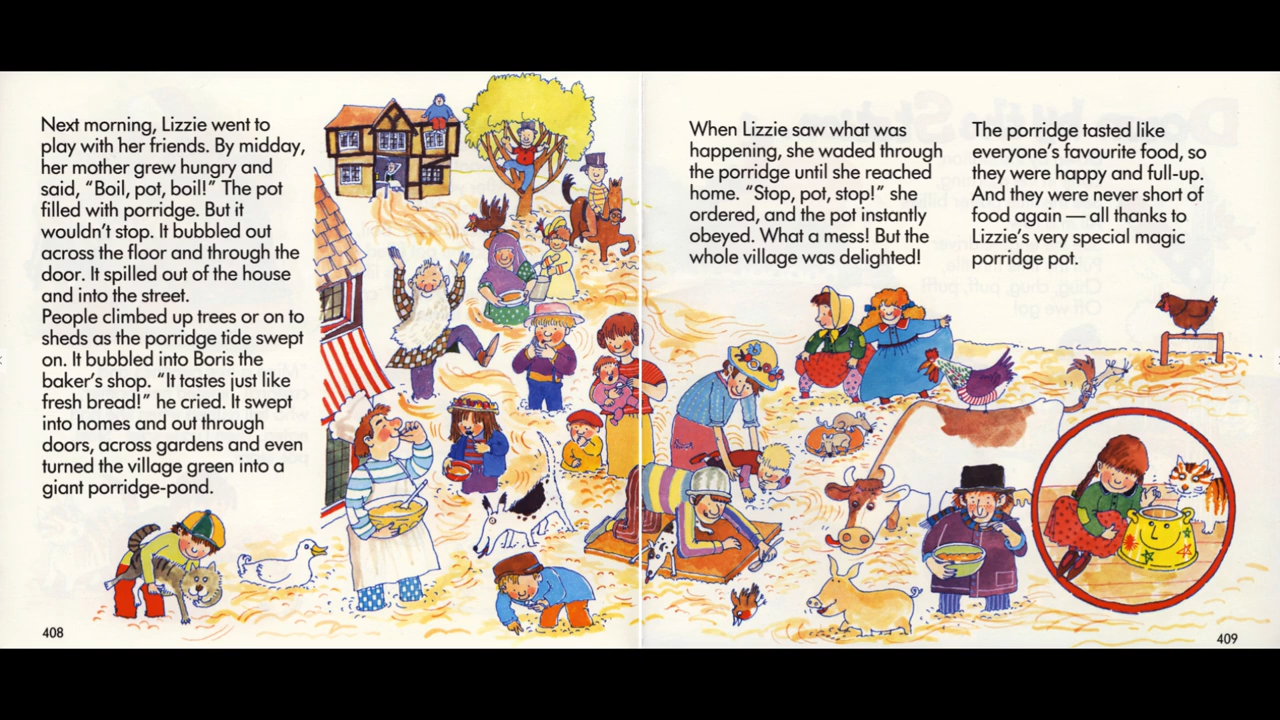 Next morning, Lizzie went to
play with her friends. By midday,
her mother grew hungry and
said, “Boil, pot, boil!” The pot
filled with porridge. But it
wouldn’t stop. It bubbled out
across the floor and through the
door. It spilled out of the house
and into the street.
People climbed up trees or on to
sheds as the porridge tide swept
on. It bubbled into Boris the
baker’s shop. “It tastes just like
fresh bread!” he cried. It swept
into homes and out through
doors, across gardens and even
turned the village green into a
giant porridge-pond.
408
When Lizzie saw what was
happening, she waded through
the porridge until she reached
home. “Stop, pot, stop!” she
ordered, and the pot instantly
obeyed. What a mess! But the
whole village was delighted!
The porridge tasted like
everyone’s favourite food, so
they were happy and full-up.
And they were never short of
food again — all thanks to
Lizzie’s very special magic
porridge pot.
409